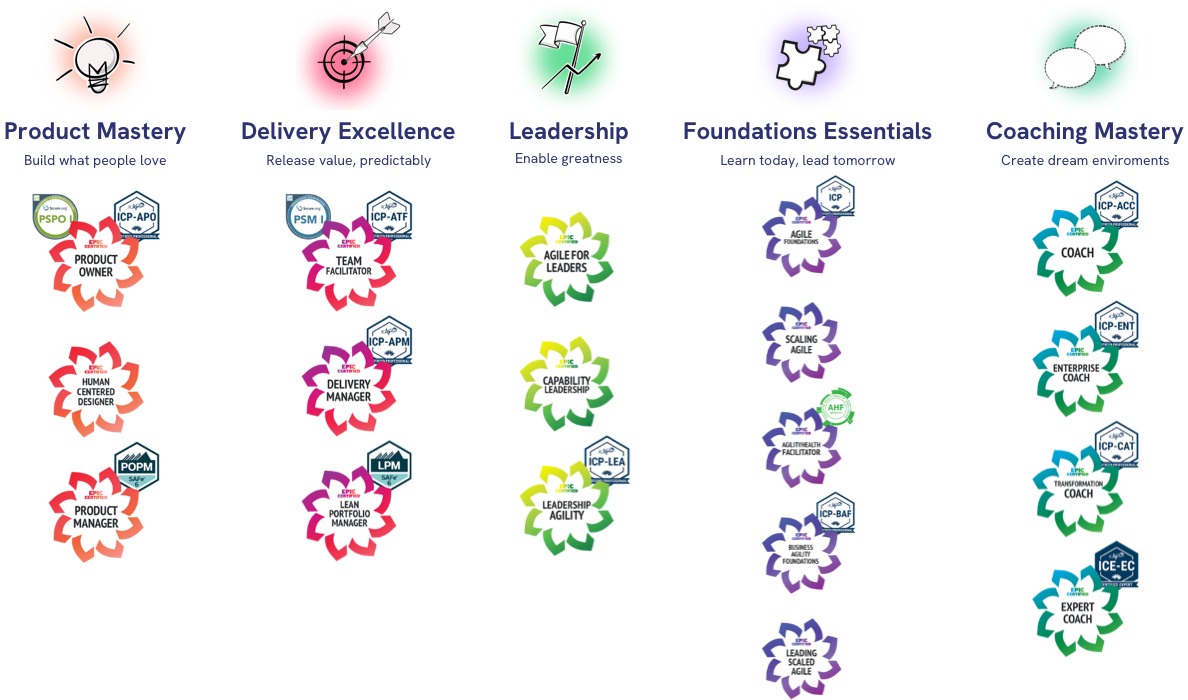 Product Mastery
Build what people love
PSPO I
ICP-APO
EPIC
CERTIFIED
PRODUCT
OWNER
EPIC
CERTIFIED
HUMAN
CENTERED
DESIGNER
POPM
SAFe
6
EPIC
CERTIFIED
PRODUCT
MANAGER
Delivery Excellence
Release value, predictably
PSM I
ICP-ATF
EPIC
CERTIFIED
TEAM
FACILITATOR
ICP-APM
EPIC
CERTIFIED
DELIVERY
MANAGER
LPM
SAFe
6
EPIC
CERTIFIED
LEAN
PORTFOLIO
MANAGER
Leadership
Enable greatness
EPIC
CERTIFIED
AGILE FOR
LEADERS
EPIC
CERTIFIED
CAPABILITY
LEADERSHIP
ICP-LEA
EPIC
CERTIFIED
LEADERSHIP
AGILITY
Foundations Essentials
Learn today, lead tomorrow
ICP
EPIC
CERTIFIED
AGILE
FOUNDATIONS
EPIC
CERTIFIED
SCALING
AGILE
AHF
EPIC
CERTIFIED
AGILITYHEALTH
FACILITATOR
ICP-BAF
EPIC
CERTIFIED
BUSINESS
AGILITY
FOUNDATIONS
EPIC
CERTIFIED
LEADING
SCALED
AGILE
Coaching Mastery
Create dream enviroments
ICP-ACC
EPIC
CERTIFIED
COACH
ICP-ENT
EPIC
CERTIFIED
ENTERPRISE
COACH
ICP-CAT
EPIC
CERTIFIED
TRANSFORMATION
COACH
ICE-EC
EPIC
CERTIFIED
EXPERT
COACH